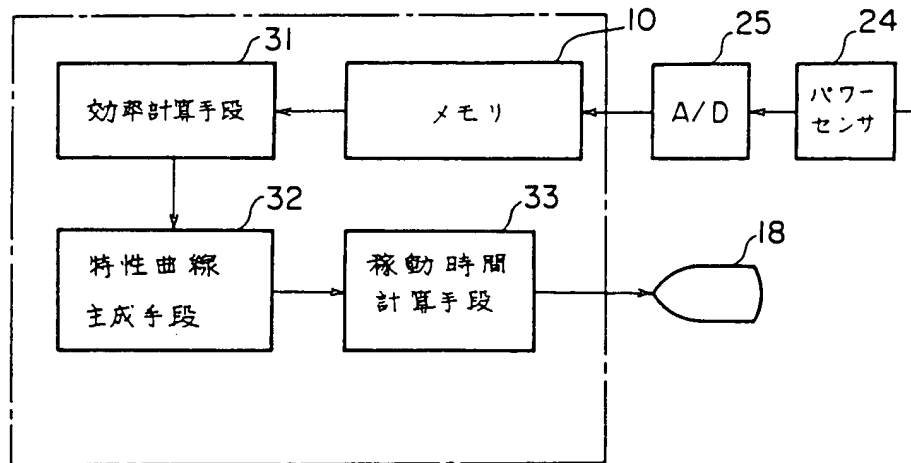 31
10
25
24
効率計算手段
メモリ
A/D
パワー
センサ
32
33
18
特性曲線
主成手段
稼動時間
計算手段